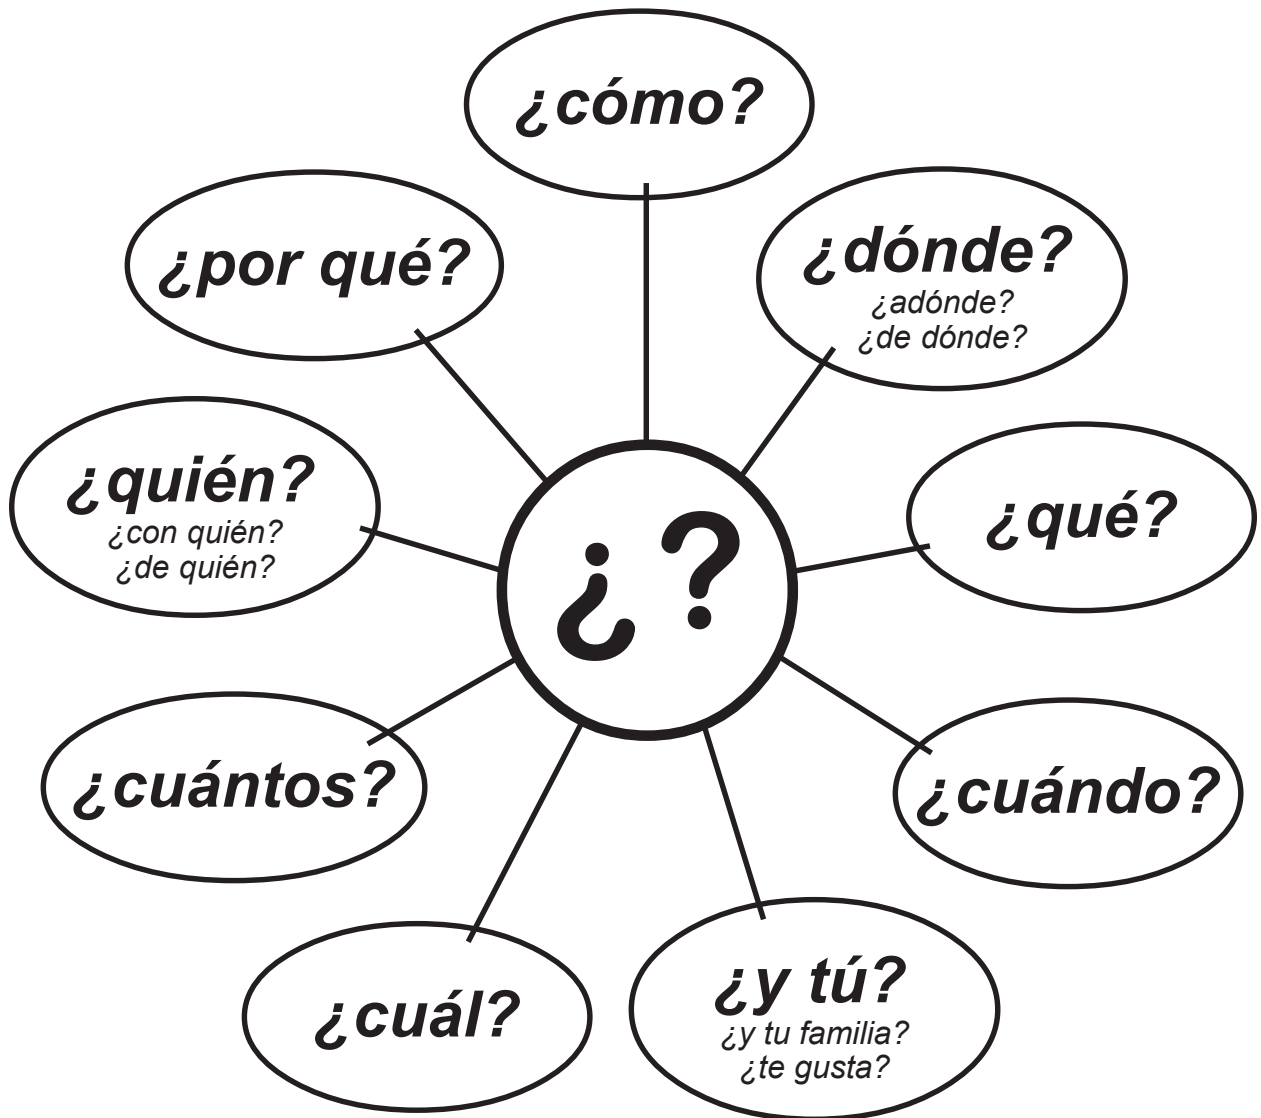 ¿cómo?
¿por qué?
¿dónde?
¿adónde?
¿de dónde?
¿quién?
¿con quién?
¿de quién?
¿qué?
¿?
¿cuántos?
¿cuándo?
¿cuál?
¿y tú?
¿y tu familia?
¿te gusta?